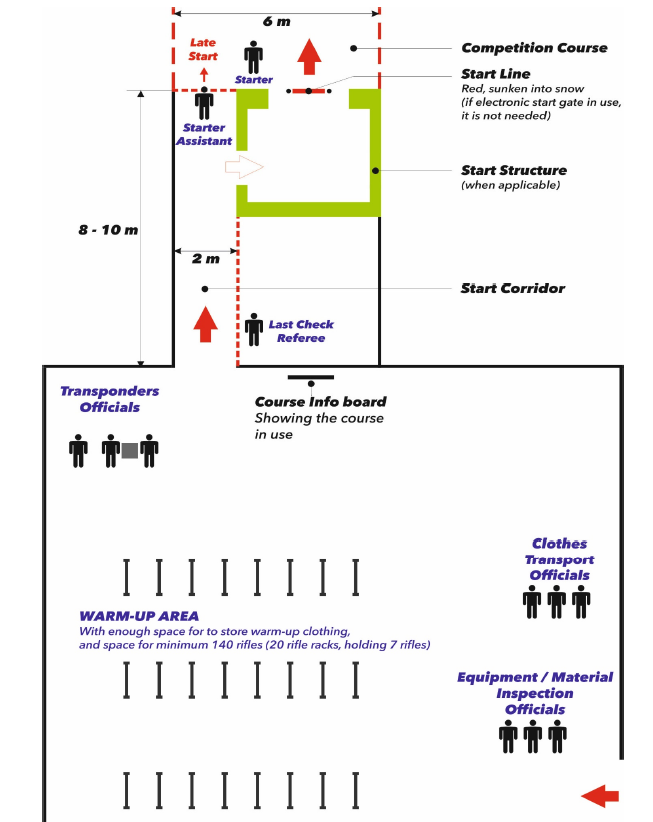 6 m
Late
Start
Starter
Competition Course
Start Line
Red, sunken into snow
(if electronic start gate in use,
it is not needed)
Starter
Assistant
Start Structure
(when applicable)
8 - 10 m
2 m
Start Corridor
Last Check
Referee
Transponders
Officials
Course Info board
Showing the course
in use
Clothes
Transport
Officials
WARM-UP AREA
With enough space for to store warm-up clothing,
and space for minimum 140 rifles (20 rifle racks, holding 7 rifles)
Equipment / Material
Inspection
Officials